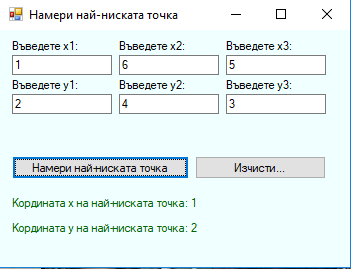 Намери най-ниската точка
Въведете x1: Въведете x2: Въведете x3:
1 6 5
Въведете y1: Въведете y2: Въведете y3:
2 4 3
Намери най-ниската точка Изчисти...
Кордината x на най-ниската точка: 1
Кордината y на най-ниската точка: 2